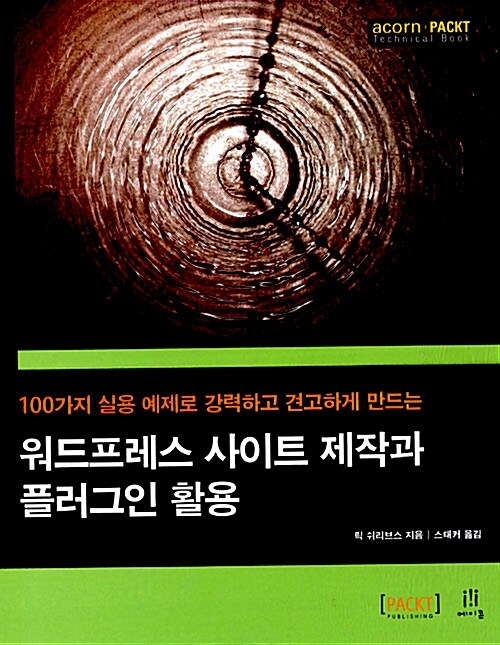 acorn·PACKT
Technical Book
100가지 실용 예제로 강력하고 견고하게 만드는
워드프레스 사이트 제작과
플러그인 활용
릭 쉬리브스 지음 | 스태커 옮김
[PACKT]
PUBLISHING
에이콘